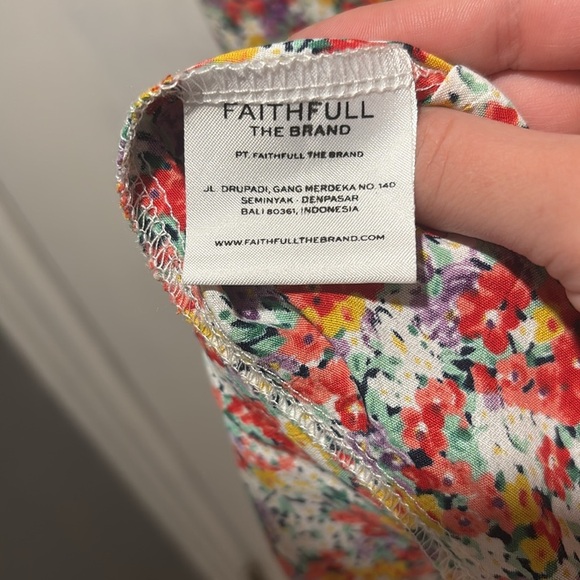 FAITHFULL
THE BRAND
PT. FAITHFULL THE BRAND
JL. DRUPADI, GANG MERDEKA NO. 14D
SEMINYAK - DENPASAR
BALI 80361, INDONESIA
WWW.FAITHFULLTHEBRAND.COM